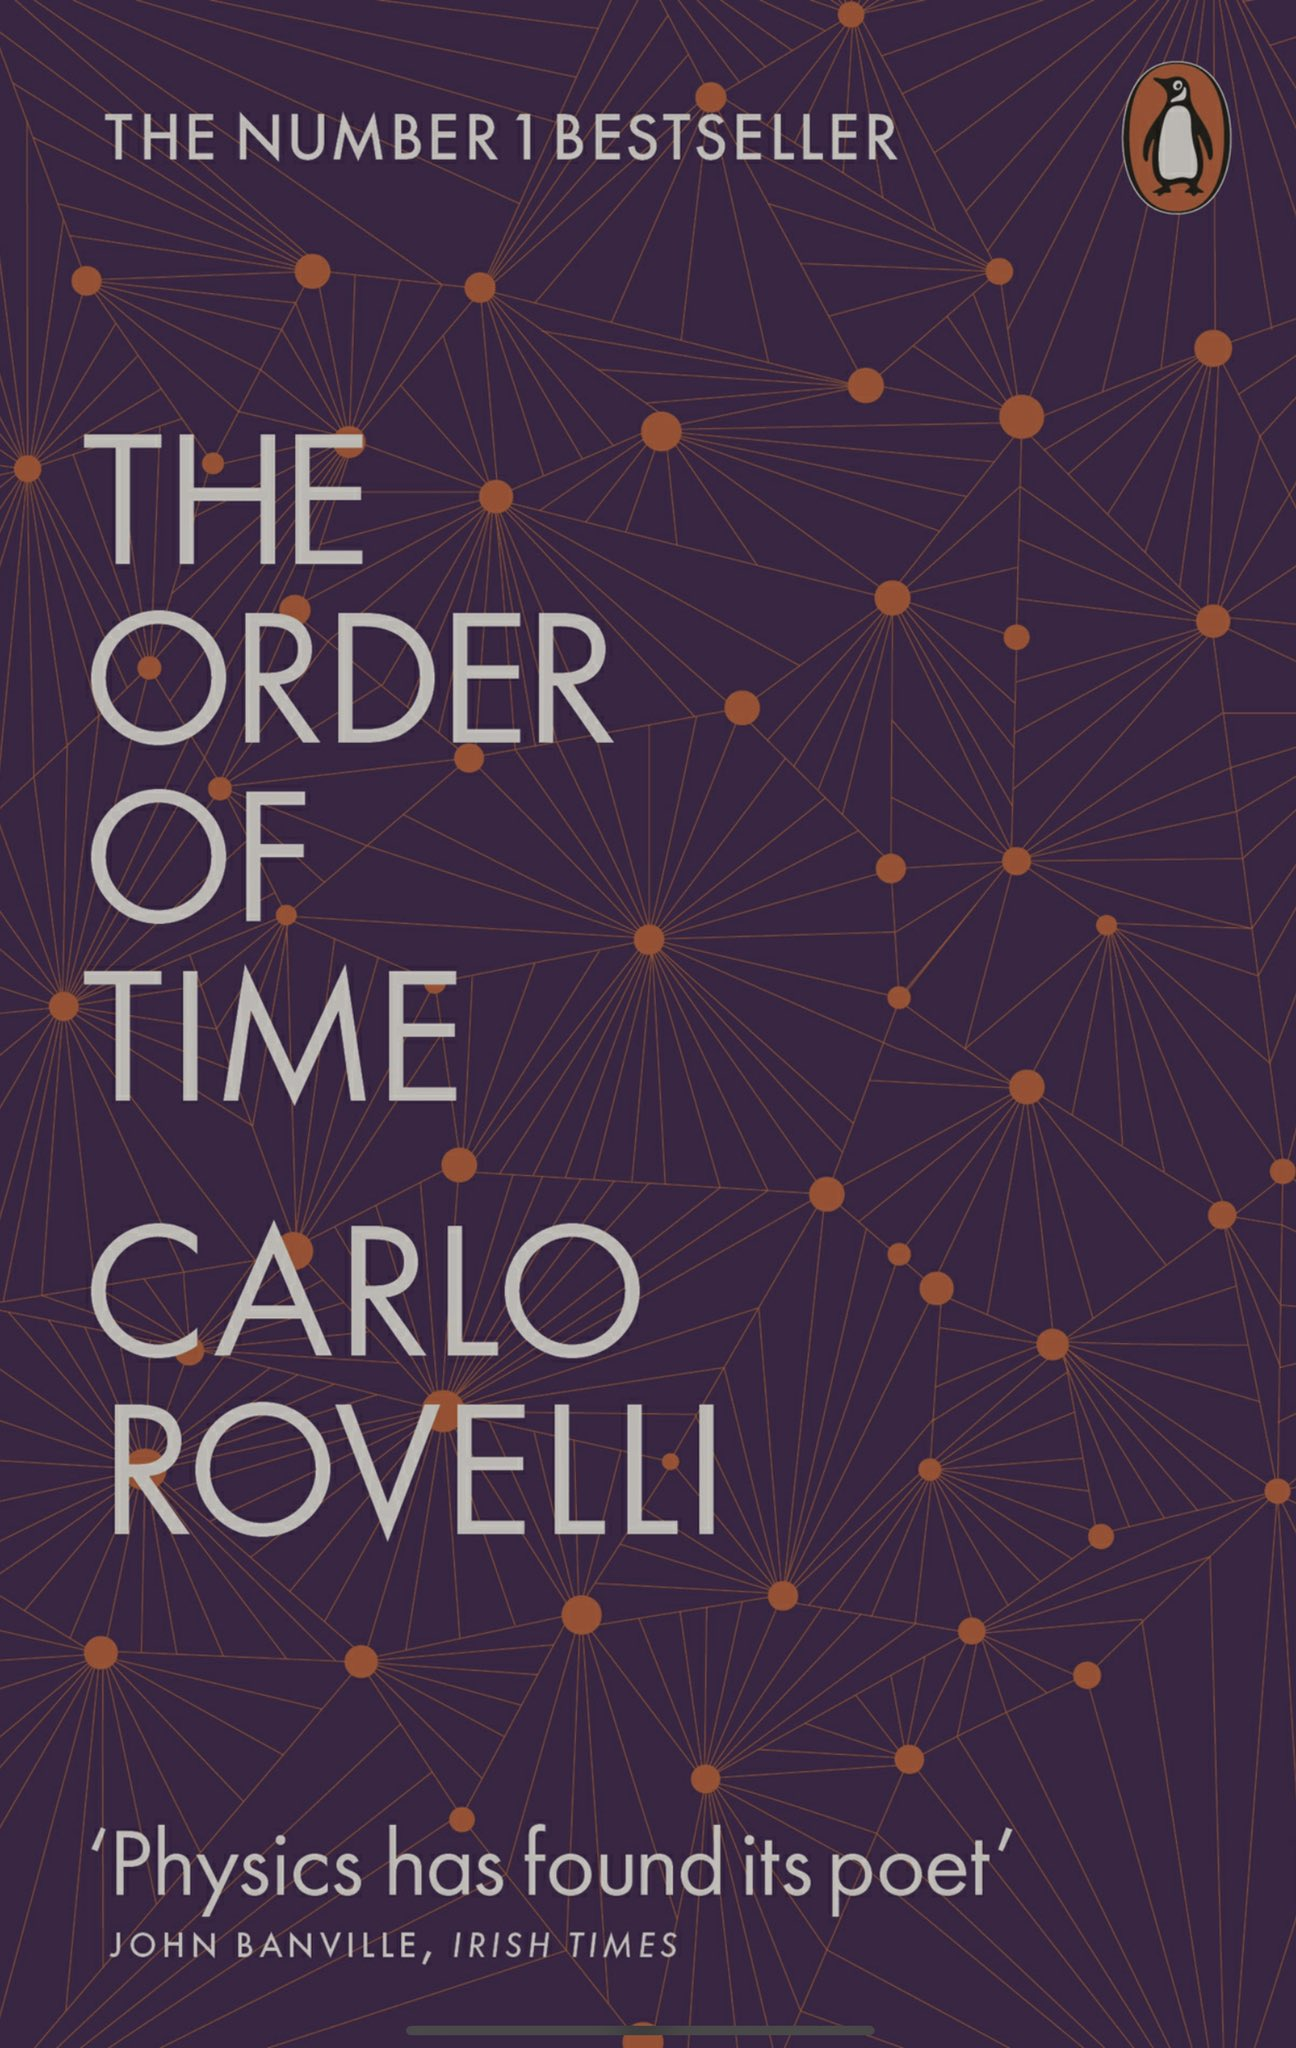 THE NUMBER 1 BESTSELLER
THE
ORDER
OF
TIME
CARLO
ROVELLI
‘Physics has found its poet’
JOHN BANVILLE, IRISH TIMES